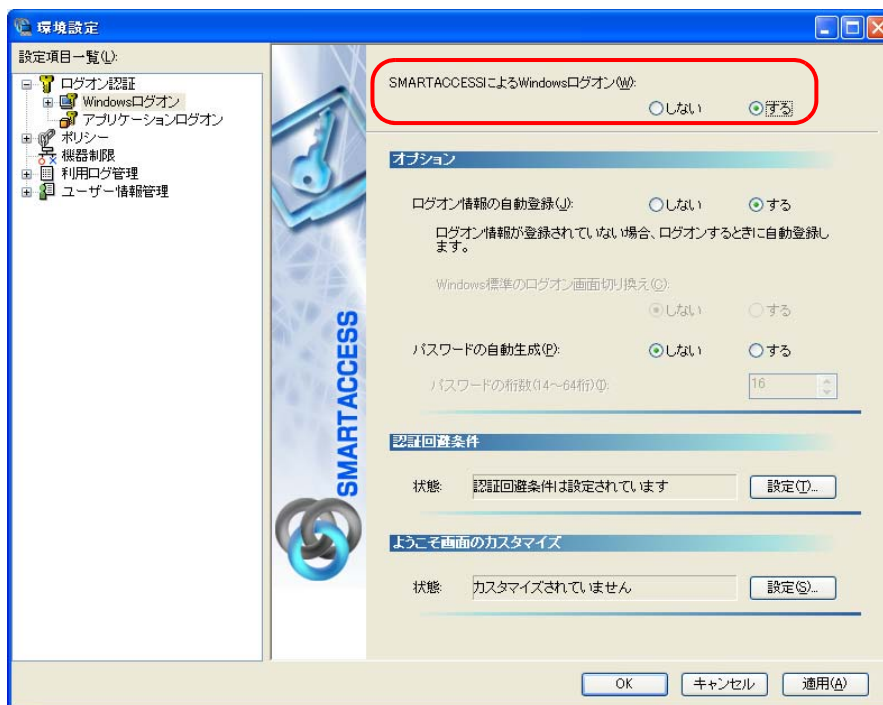 環境設定
設定項目一覧(L):
ログオン認証
Windowsログオン
アプリケーションログオン
ポリシー
機器制限
利用ログ管理
ユーザー情報管理
SMARTACCESS
SMARTACCESSによるWindowsログオン(W):
しない する
オプション
ログオン情報の自動登録(J): しない する
ログオン情報が登録されていない場合、ログオンするときに自動登録し
ます。
Windows標準のログオン画面切り換え(C):
しない する
パスワードの自動生成(P): しない する
パスワードの桁数(14～64桁)(I): 16
認証回避条件
状態: 認証回避条件は設定されています 設定(T)...
ようこそ画面のカスタマイズ
状態: カスタマイズされていません 設定(S)...
OK キャンセル 適用(A)